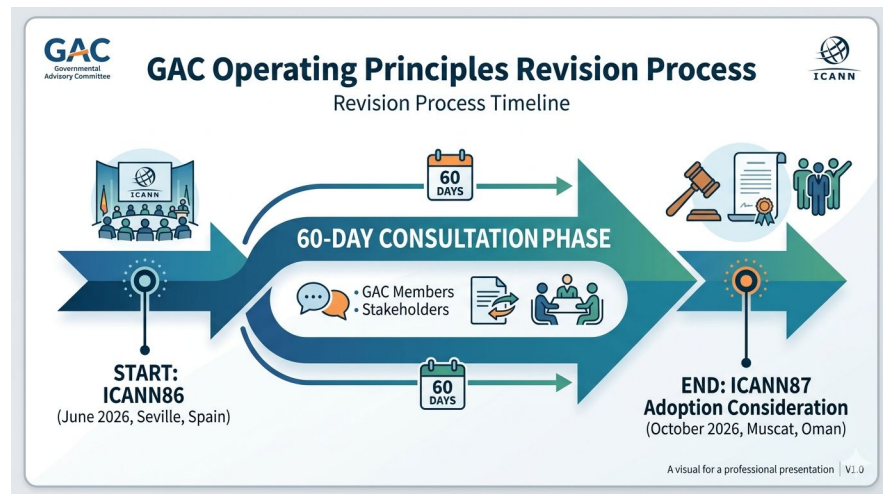 GAC
Governmental
Advisory Committee
GAC Operating Principles Revision Process
Revision Process Timeline
ICANN
ICANN
60
DAYS
60-DAY CONSULTATION PHASE
• GAC Members
• Stakeholders
60
DAYS
START:
ICANN86
(June 2026, Seville, Spain)
END: ICANN87
Adoption Consideration
(October 2026, Muscat, Oman)
A visual for a professional presentation | V1.0